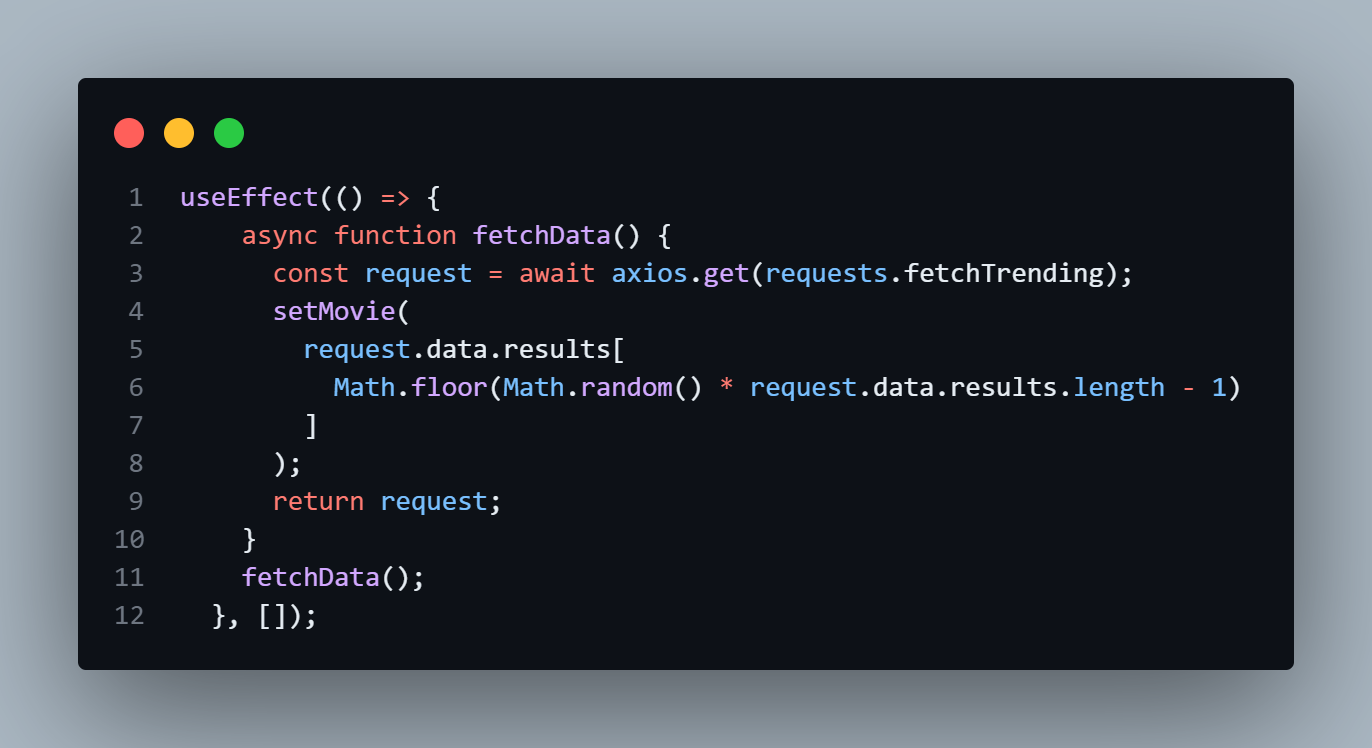 1 useEffect(() => {
2 async function fetchData() {
3 const request = await axios.get(requests.fetchTrending);
4 setMovie(
5 request.data.results[
6 Math.floor(Math.random() * request.data.results.length - 1)
7 ]
8 );
9 return request;
10 }
11 fetchData();
12 }, []);